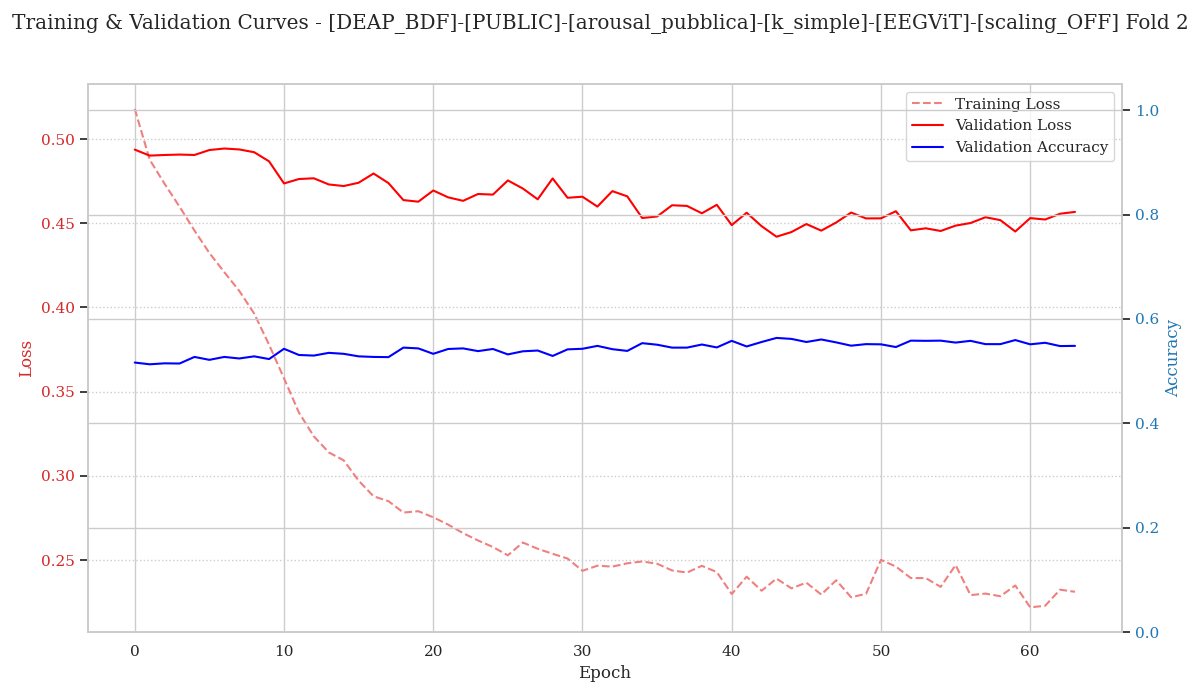 Training & Validation Curves - [DEAP_BDF]-[PUBLIC]-[arousal_pubblica]-[k_simple]-[EEGViT]-[scaling_OFF] Fold 2
Training Loss
Validation Loss
Validation Accuracy
0.50
0.45
0.40
0.35
0.30
0.25
Loss
1.0
0.8
0.6
0.4
0.2
0.0
Accuracy
0 10 20 30 40 50 60
Epoch